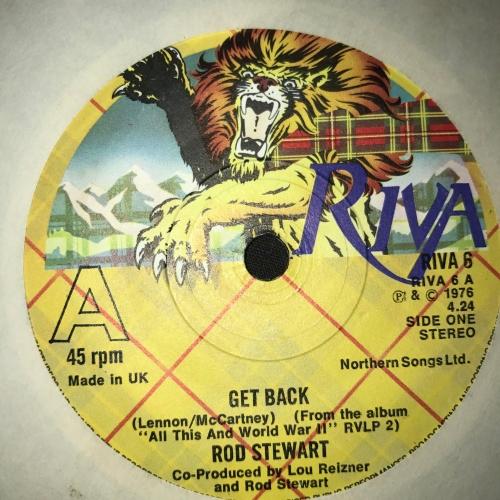 RIVA
RIVA 6
RIVA 6 A
℗ & © 1976
4.24
SIDE ONE
STEREO
A
45 rpm
Made in UK
Northern Songs Ltd.
GET BACK
(Lennon/McCartney) (From the album
"All This And World War II" RVLP 2)
ROD STEWART
Co-Produced by Lou Reizner
and Rod Stewart